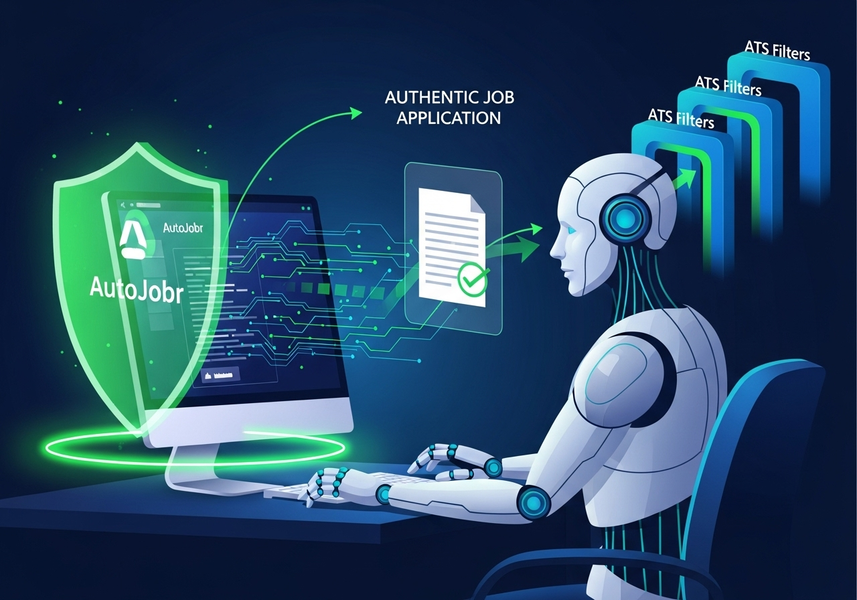 AUTHENTIC JOB
APPLICATION
ATS Filters
ATS Filters
ATS Filters
AutoJobr
AutoJobr